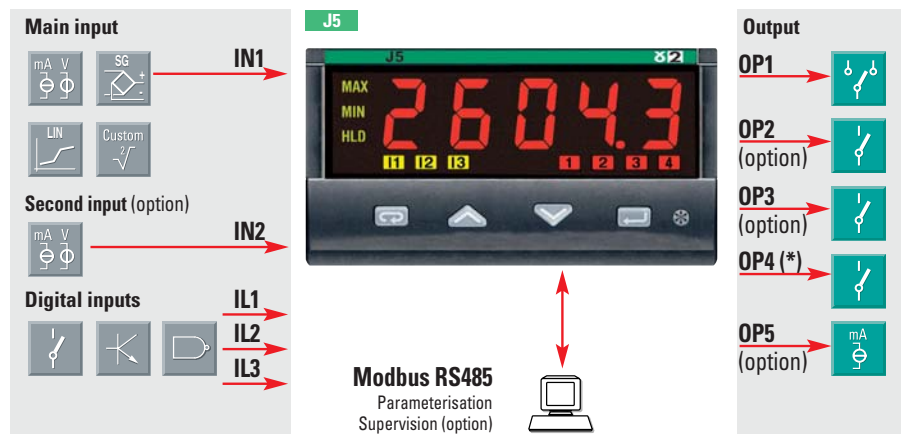 Main input
mA V
SG
+
-
IN1
LIN
Custom
2√
Second input (option)
mA V
IN2
Digital inputs
IL1
IL2
IL3
J5
J5
MAX
MIN
HLD
2604.3
I1 I2 I3
1 2 3 4
Modbus RS485
Parameterisation
Supervision (option)
Output
OP1
OP2
(option)
OP3
(option)
OP4 (*)
OP5
(option)
mA